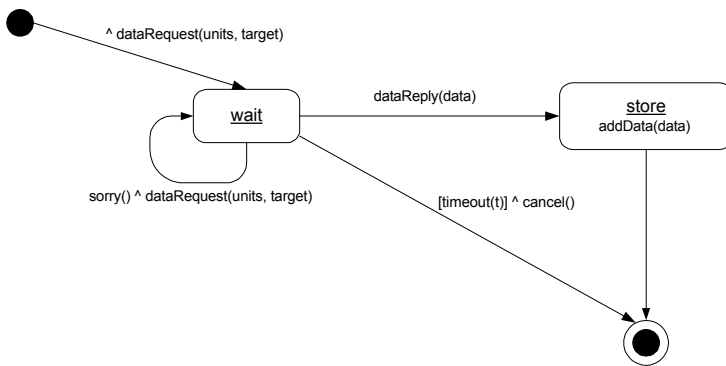 ^ dataRequest(units, target)
wait
dataReply(data)
store
addData(data)
sorry() ^ dataRequest(units, target)
[timeout(t)] ^ cancel()